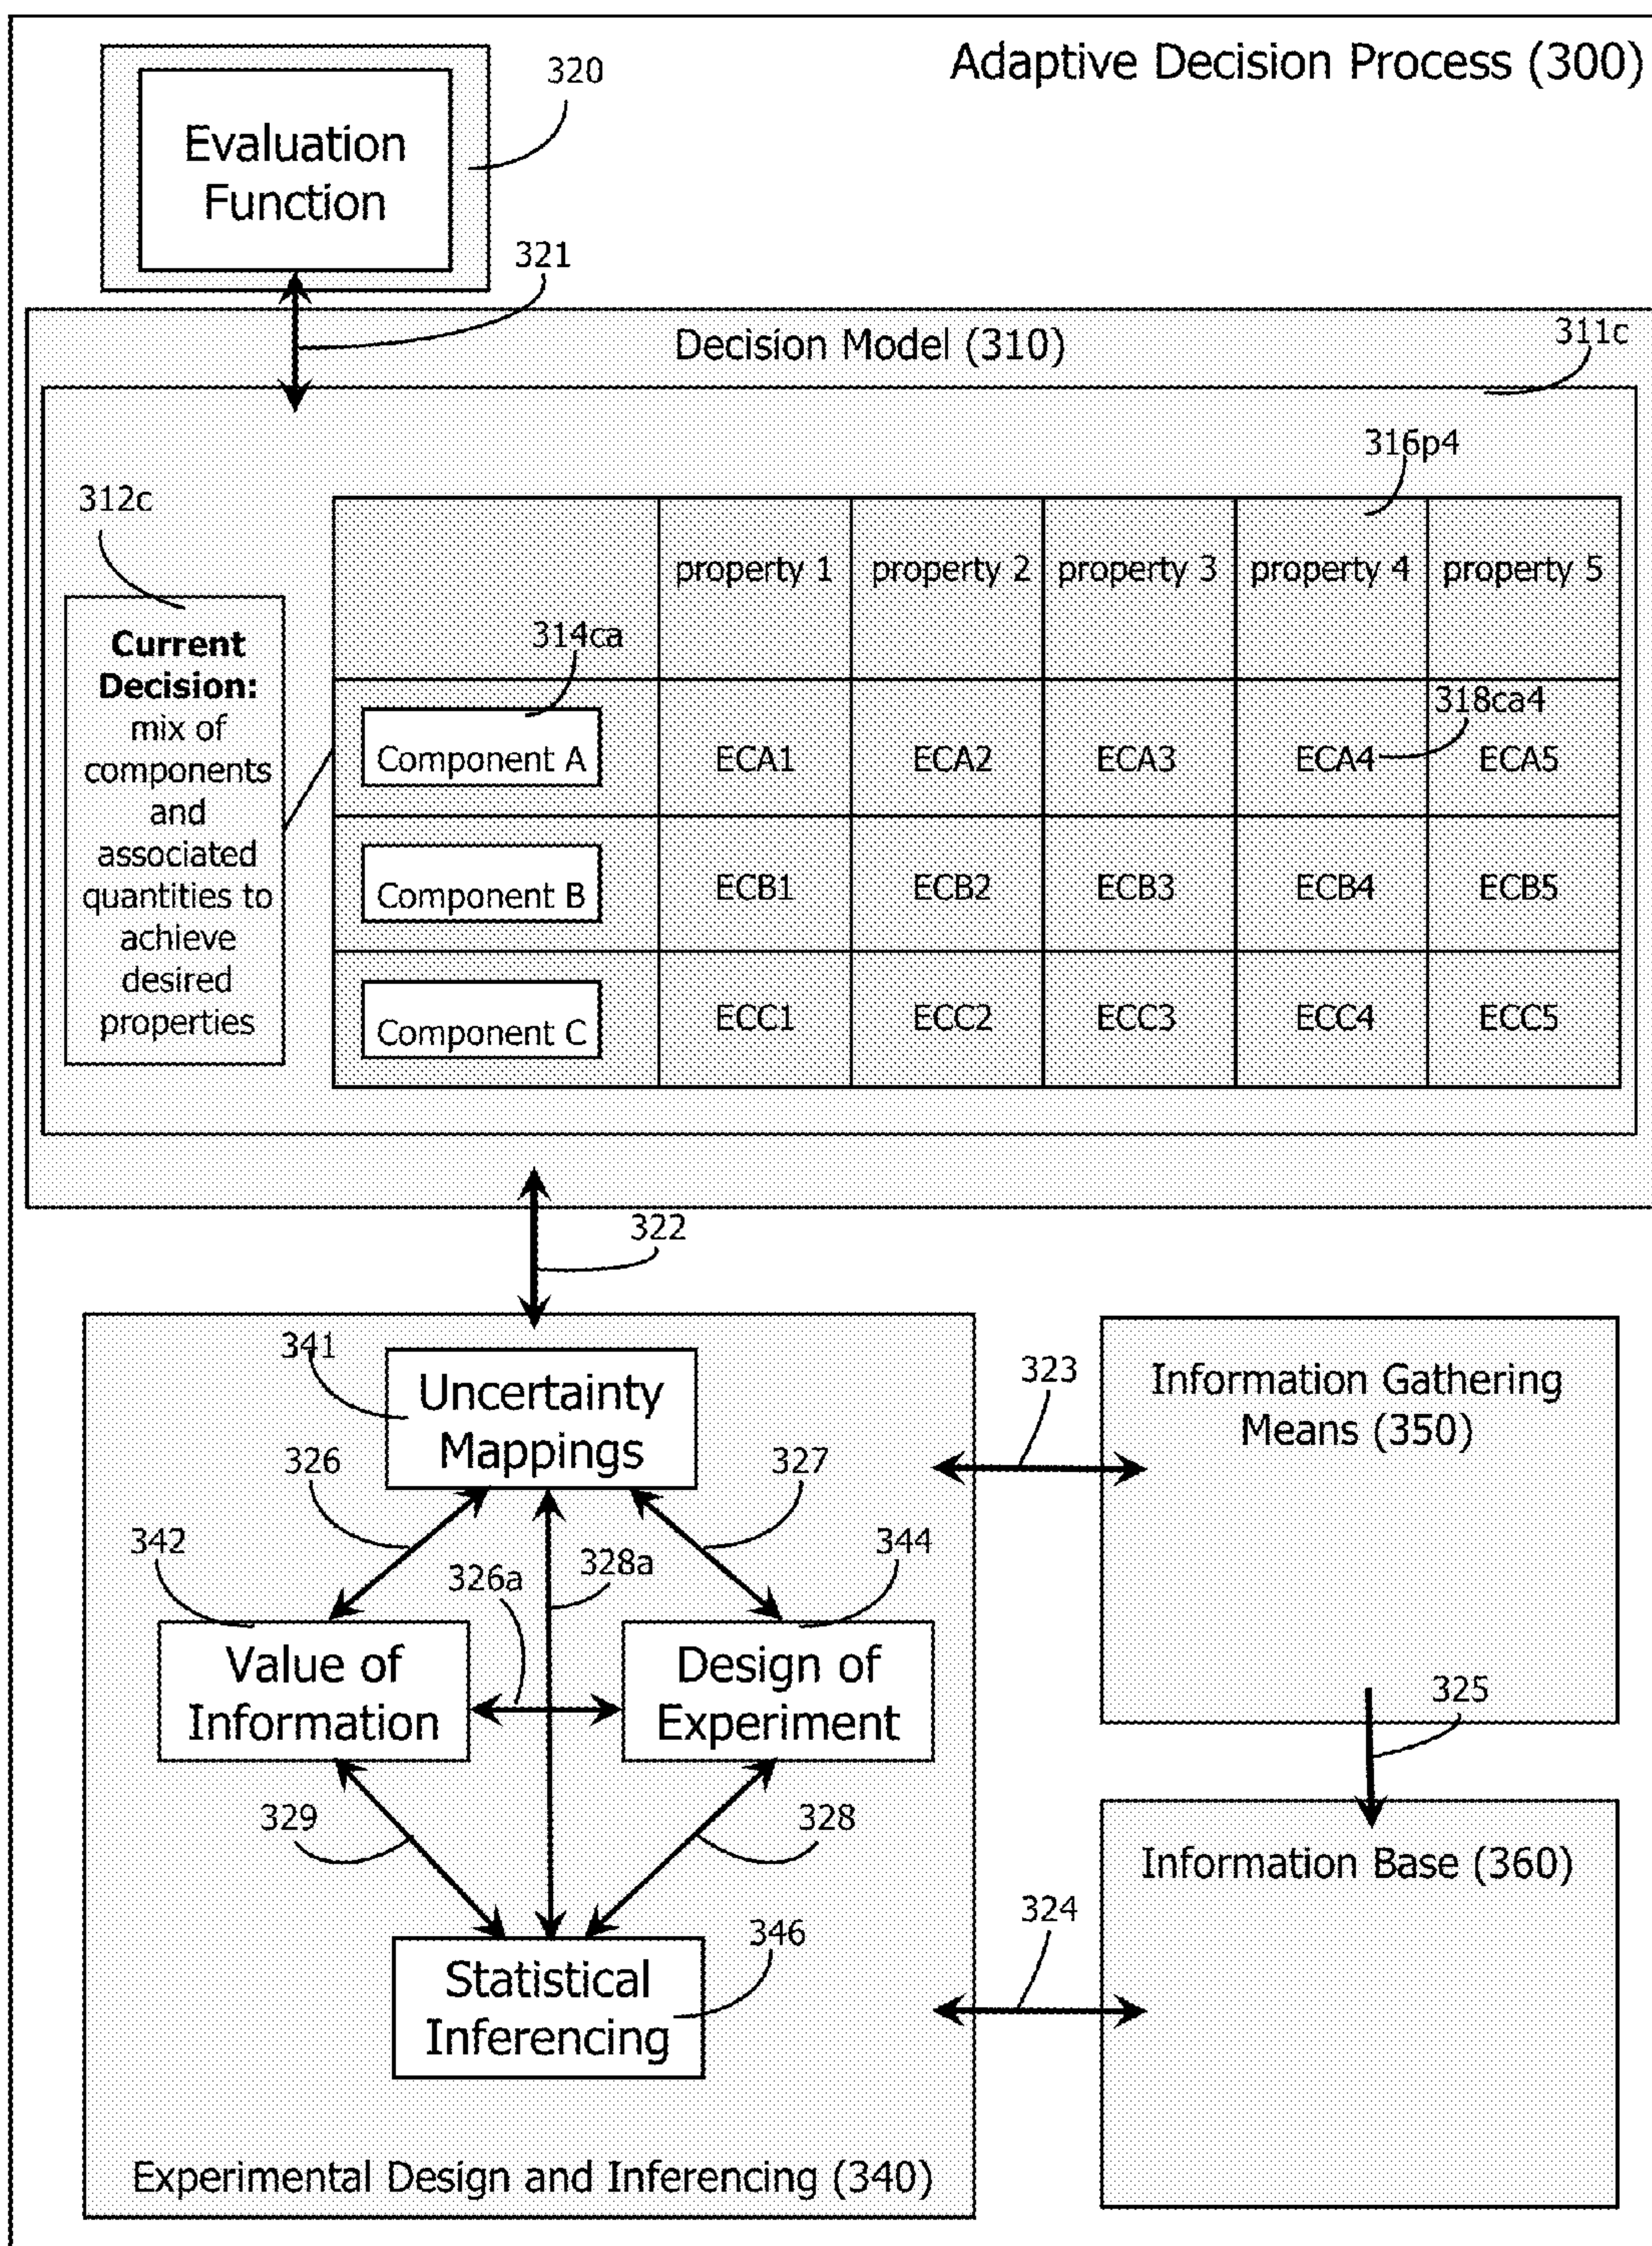 Adaptive Decision Process (300)
320
Evaluation
Function
321
Decision Model (310)
311c
316p4
312c
property 1 property 2 property 3 property 4 property 5
314ca
Current
Decision:
mix of
components
and
associated
quantities to
achieve
desired
properties
318ca4
Component A ECA1 ECA2 ECA3 ECA4 ECA5
Component B ECB1 ECB2 ECB3 ECB4 ECB5
Component C ECC1 ECC2 ECC3 ECC4 ECC5
322
341
Uncertainty
Mappings
323
Information Gathering
Means (350)
326
327
342
344
326a
328a
Value of
Information
Design of
Experiment
325
329
328
Information Base (360)
324
346
Statistical
Inferencing
Experimental Design and Inferencing (340)